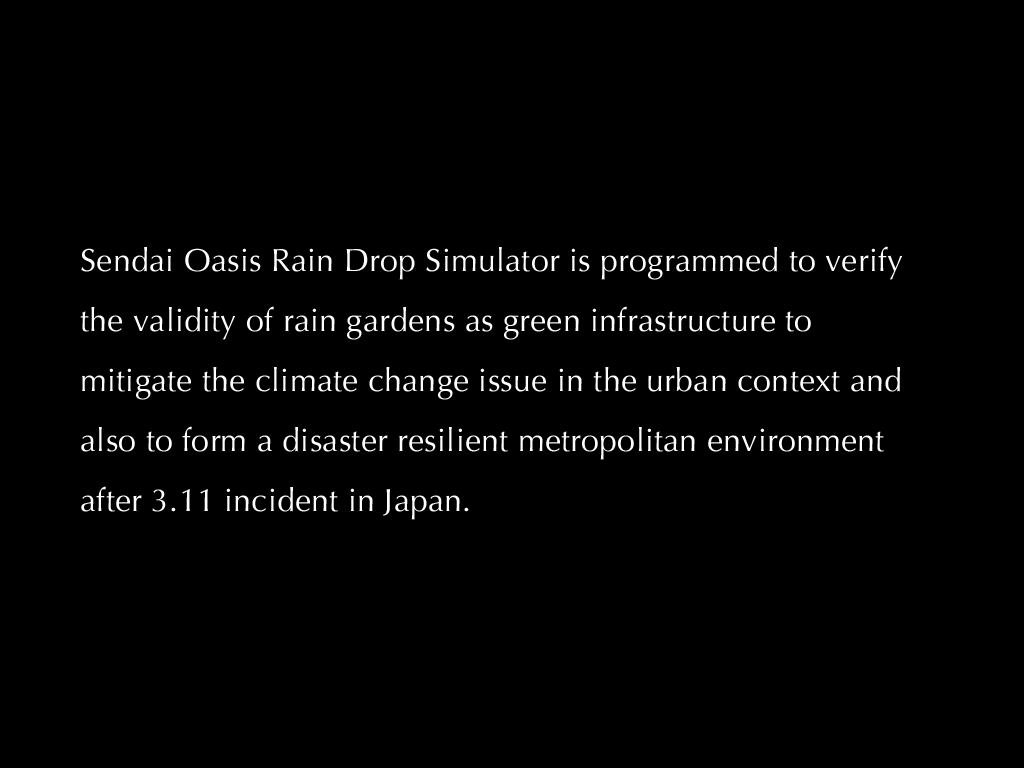 Sendai Oasis Rain Drop Simulator is programmed to verify
the validity of rain gardens as green infrastructure to
mitigate the climate change issue in the urban context and
also to form a disaster resilient metropolitan environment
after 3.11 incident in Japan.